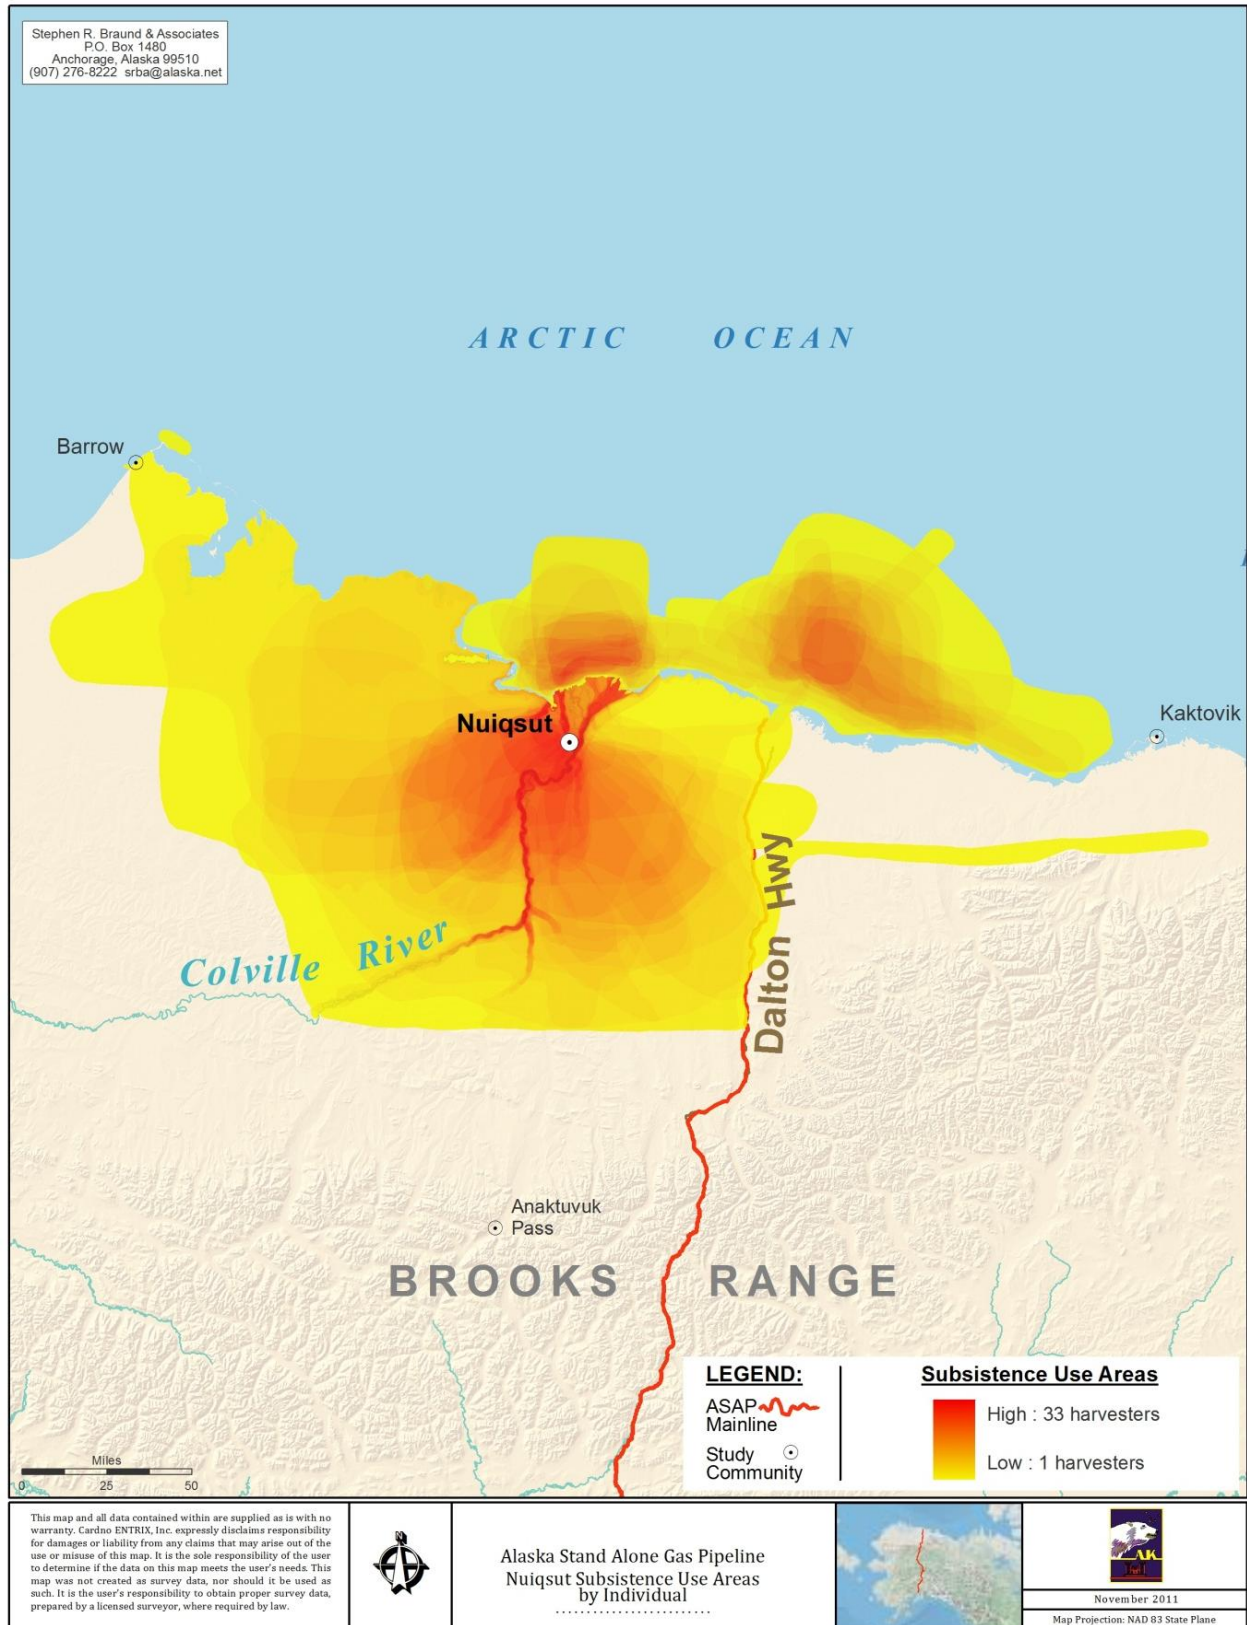 Stephen R. Braund & Associates
P.O. Box 1480
Anchorage, Alaska 99510
(907) 276-8222 srba@alaska.net
ARCTIC OCEAN
Barrow
Nuiqsut
Kaktovik
Dalton Hwy
Colville River
Anaktuvuk
Pass
BROOKS RANGE
LEGEND:
ASAP
Mainline
Study
Community
Subsistence Use Areas
High : 33 harvesters
Low : 1 harvesters
Miles
0 25 50
This map and all data contained within are supplied as is with no
warranty. Cardno ENTRIX, Inc. expressly disclaims responsibility
for damages or liability from any claims that may arise out of the
use or misuse of this map. It is the sole responsibility of the user
to determine if the data on this map meets the user's needs. This
map was not created as survey data, nor should it be used as
such. It is the user's responsibility to obtain proper survey data,
prepared by a licensed surveyor, where required by law.
Alaska Stand Alone Gas Pipeline
Nuiqsut Subsistence Use Areas
by Individual
AK
November 2011
Map Projection: NAD 83 State Plane